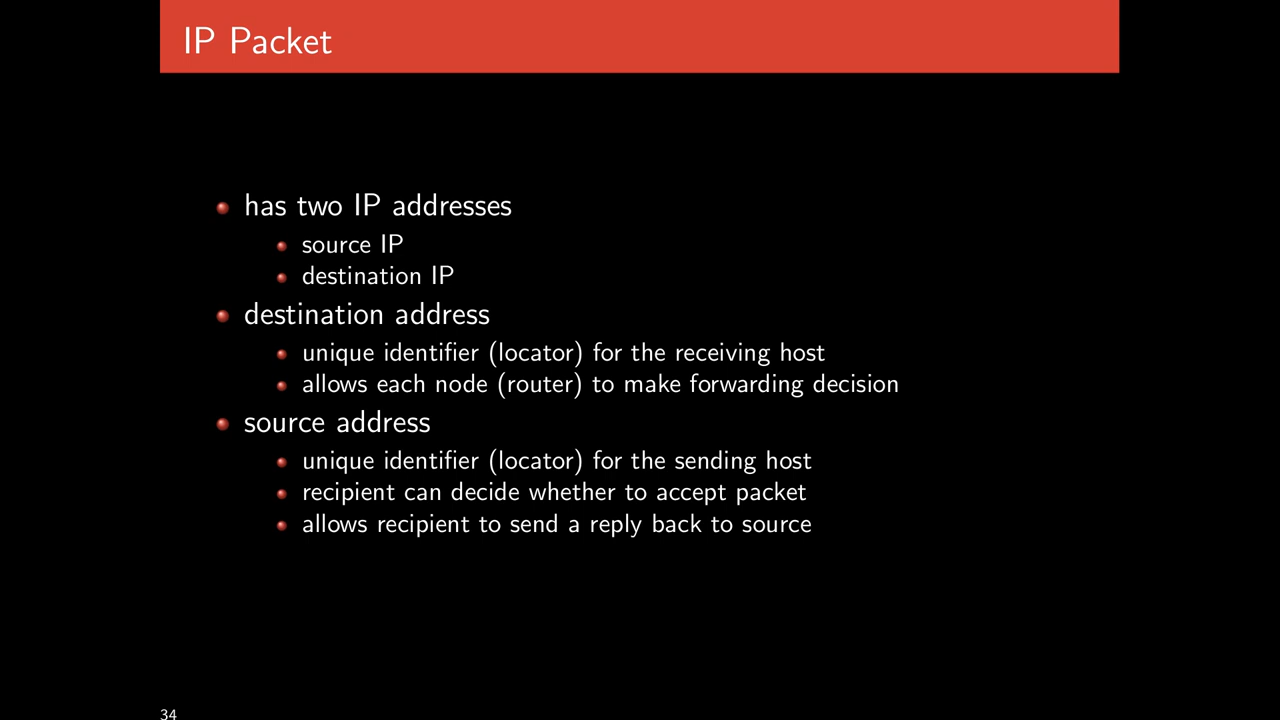 IP Packet
has two IP addresses
source IP
destination IP
destination address
unique identifier (locator) for the receiving host
allows each node (router) to make forwarding decision
source address
unique identifier (locator) for the sending host
recipient can decide whether to accept packet
allows recipient to send a reply back to source
34